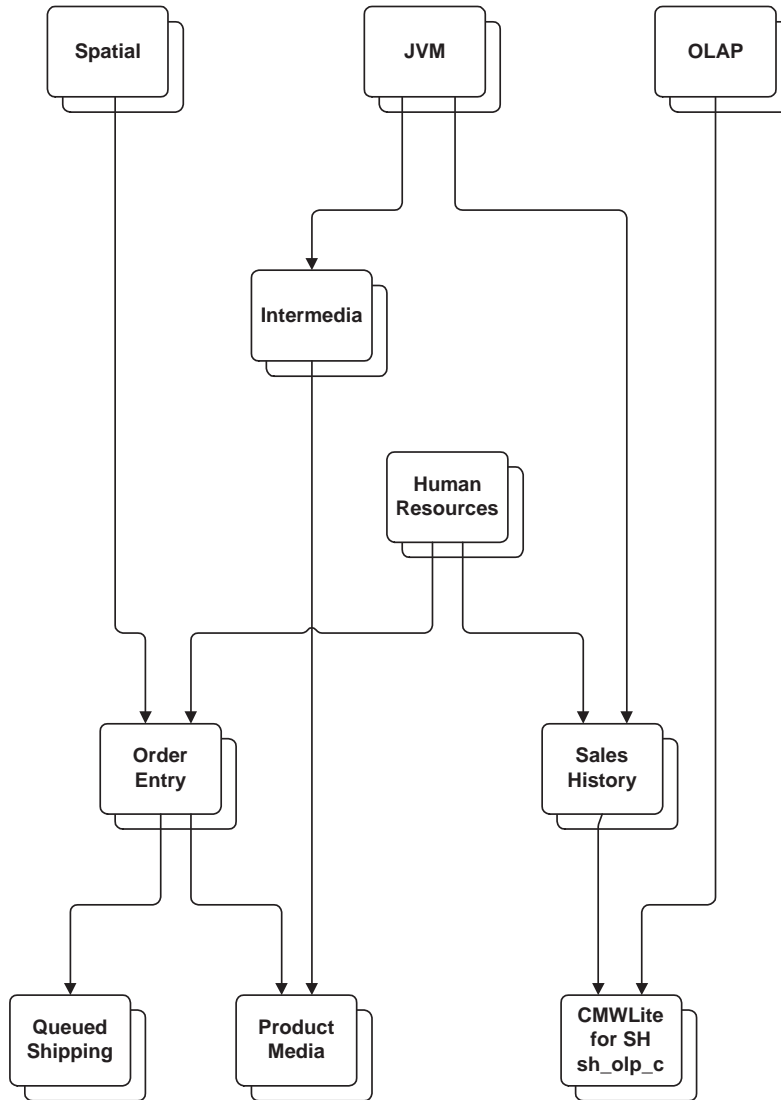 Spatial
JVM
OLAP
Intermedia
Human
Resources
Order
Entry
Sales
History
Queued
Shipping
Product
Media
CMWLite
for SH
sh_olp_c